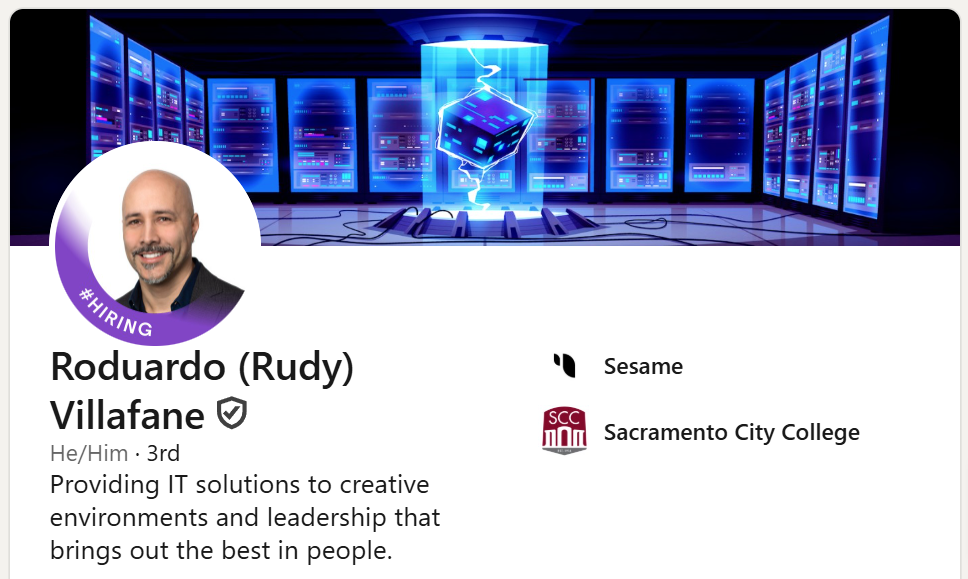 #HIRING
Roduardo (Rudy)
Villafane
He/Him · 3rd
Providing IT solutions to creative
environments and leadership that
brings out the best in people.
Sesame
SCC
Sacramento City College